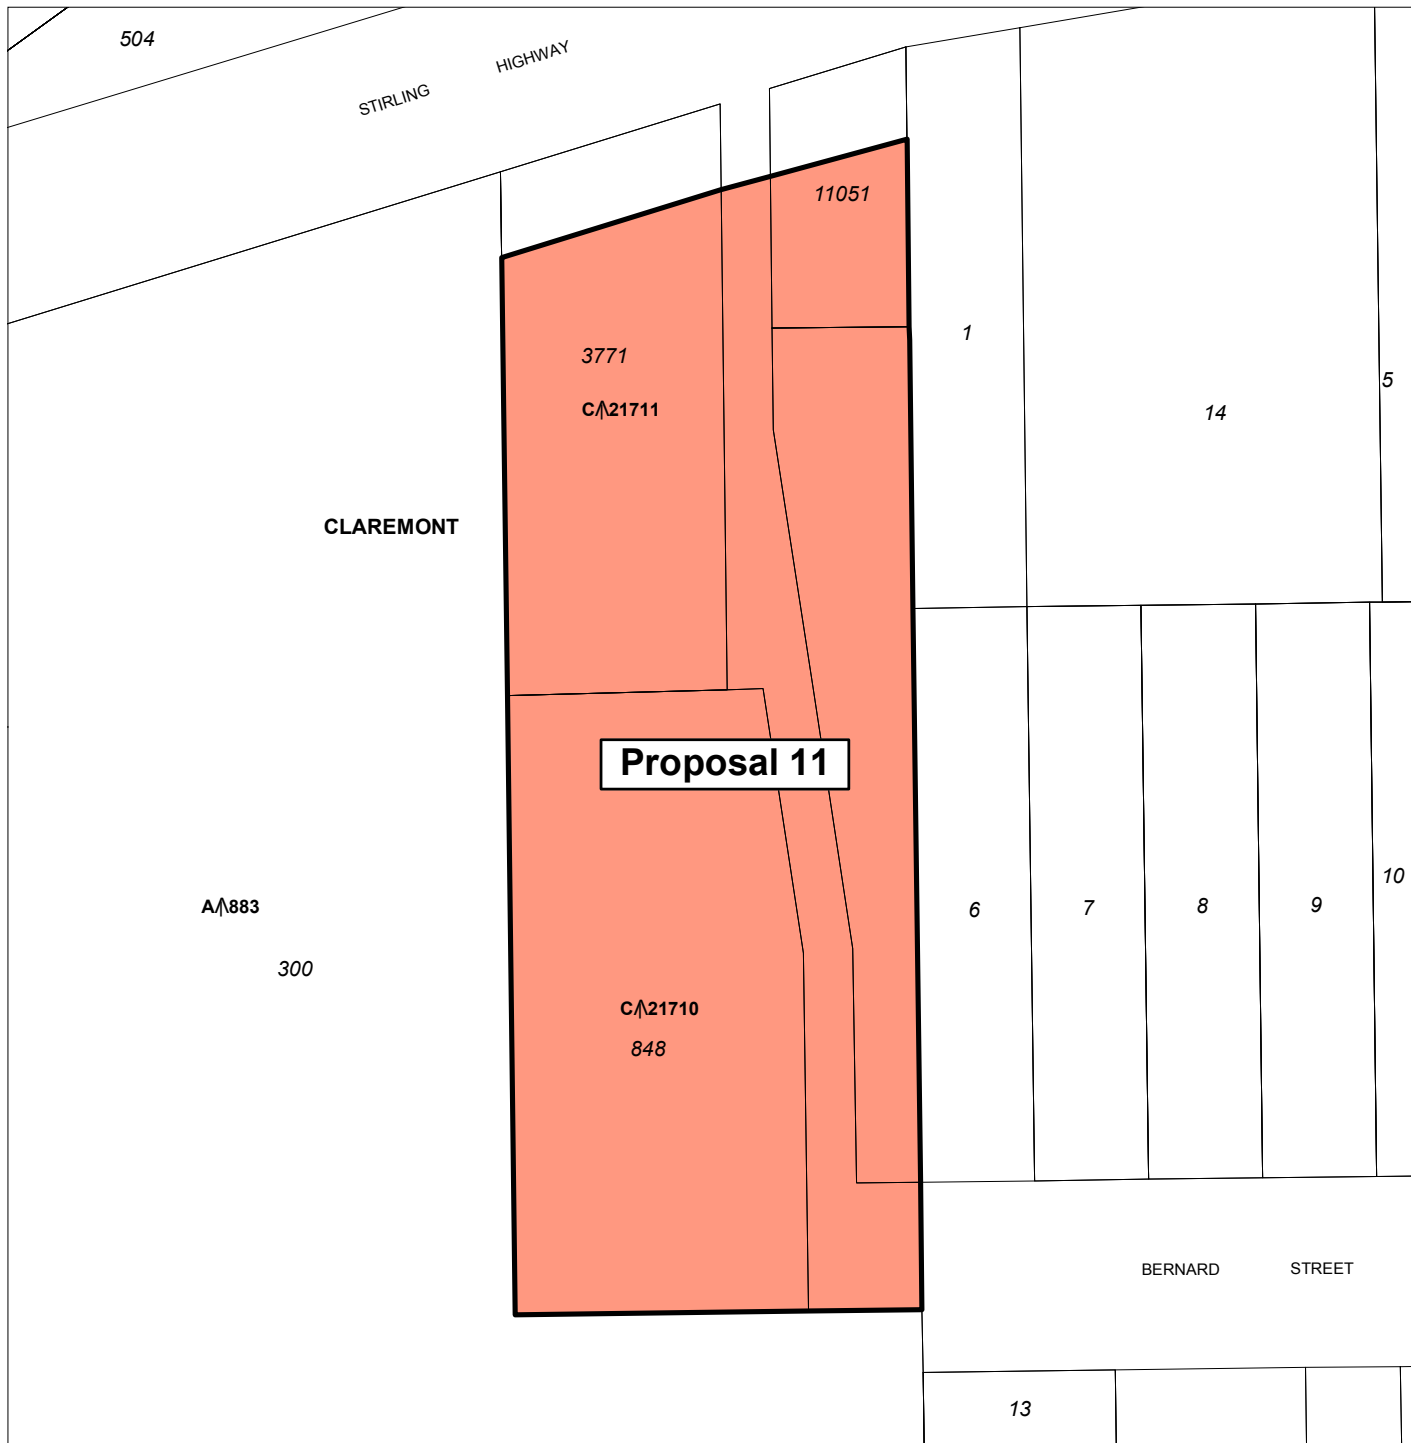 504
STIRLING HIGHWAY
11051
1
3771
C/|\21711
14
5
CLAREMONT
Proposal 11
A/|\883
300
6
7
8
9
10
C/|\21710
848
BERNARD STREET
13